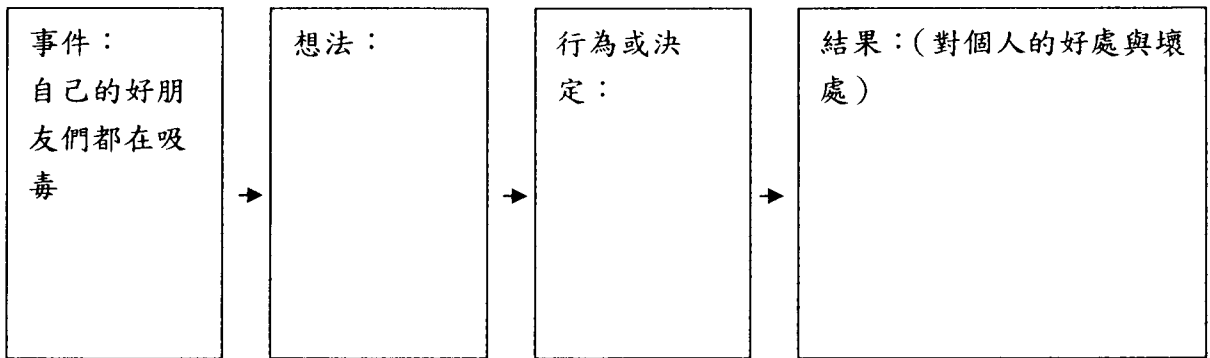 事件：
自己的好朋
友們都在吸
毒
想法：
行為或決
定：
結果：（對個人的好處與壞
處）